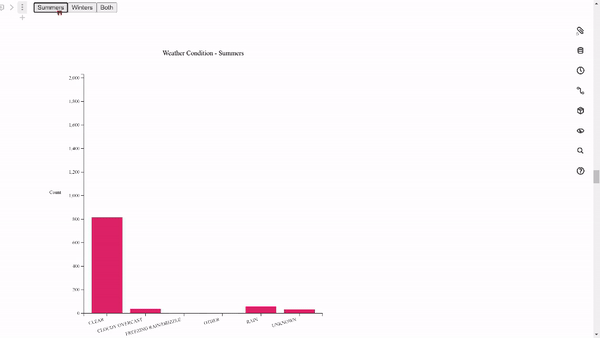 Summers Winters Both
Weather Condition - Summers
2,000
1,800
1,600
1,400
1,200
Count
1,000
800
600
400
200
0
CLEAR
CLOUDY/OVERCAST
FREEZING RAIN/DRIZZLE
OTHER
RAIN
UNKNOWN